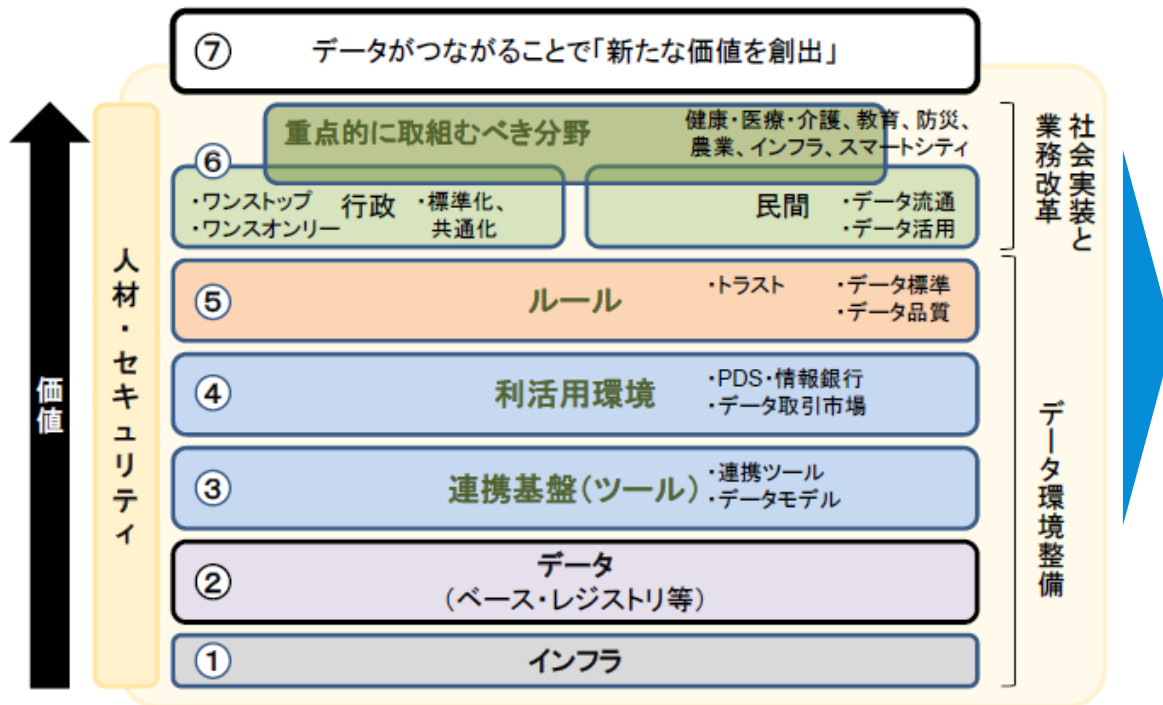 ⑦ データがつながることで「新たな価値を創出」
⑥ 重点的に取組むべき分野
健康・医療・介護、教育、防災、
農業、インフラ、スマートシティ
・ワンストップ
・ワンスオンリー
行政
・標準化、
共通化
民間
・データ流通
・データ活用
⑤ ルール
・トラスト
・データ標準
・データ品質
④ 利活用環境
・PDS・情報銀行
・データ取引市場
③ 連携基盤(ツール)
・連携ツール
・データモデル
② データ
(ベース・レジストリ等)
① インフラ
価値
人材・セキュリティ
社会実装と
業務改革
データ環境整備